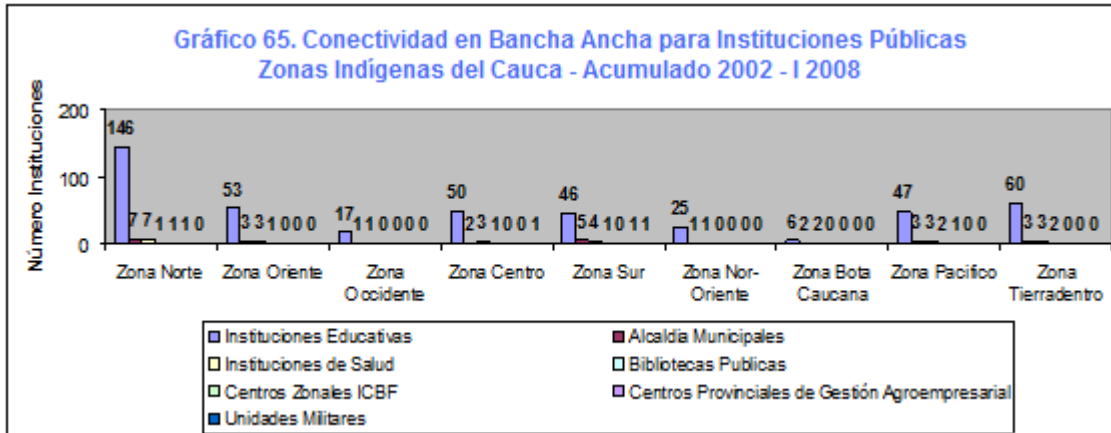 Gráfico 65. Conectividad en Bancha Ancha para Instituciones Públicas
Zonas Indígenas del Cauca - Acumulado 2002 - I 2008
Número Instituciones
200
100
0
146 7 7 1 1 1 0
53 3 3 1 0 0 0
17 1 1 0 0 0 0
50 2 3 1 0 0 1
46 5 4 1 0 1 1
25 1 1 0 0 0 0
6 2 2 0 0 0 0
47 3 3 2 1 0 0
60 3 3 2 0 0 0
Zona Norte
Zona Oriente
Zona
Occidente
Zona Centro
Zona Sur
Zona Nor-
Oriente
Zona Bota
Caucana
Zona Pacifico
Zona
Tierradentro
Instituciones Educativas
Alcaldía Municipales
Instituciones de Salud
Bibliotecas Publicas
Centros Zonales ICBF
Centros Provinciales de Gestión Agroempresarial
Unidades Militares